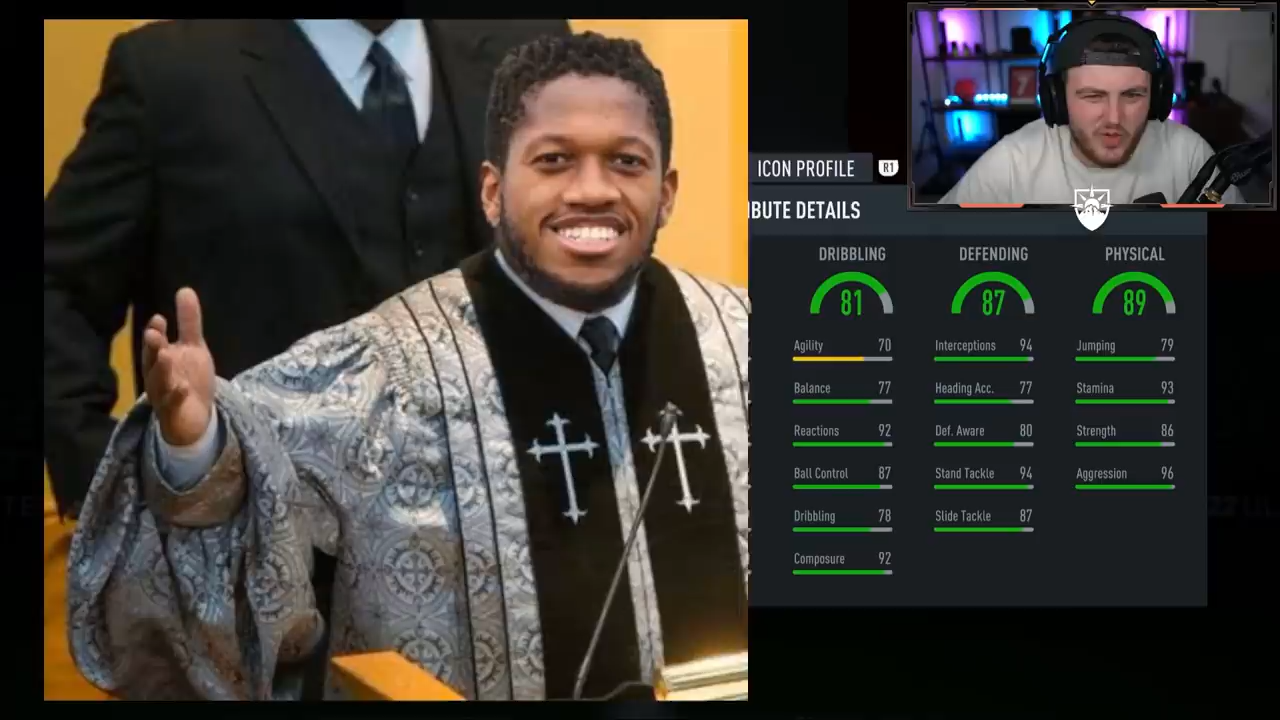 ICON PROFILE R1
IBUTE DETAILS
DRIBBLING
81
Agility 70
Balance 77
Reactions 92
Ball Control 87
Dribbling 78
Composure 92
DEFENDING
87
Interceptions 94
Heading Acc. 77
Def. Aware 80
Stand Tackle 94
Slide Tackle 87
PHYSICAL
89
Jumping 79
Stamina 93
Strength 86
Aggression 96
7